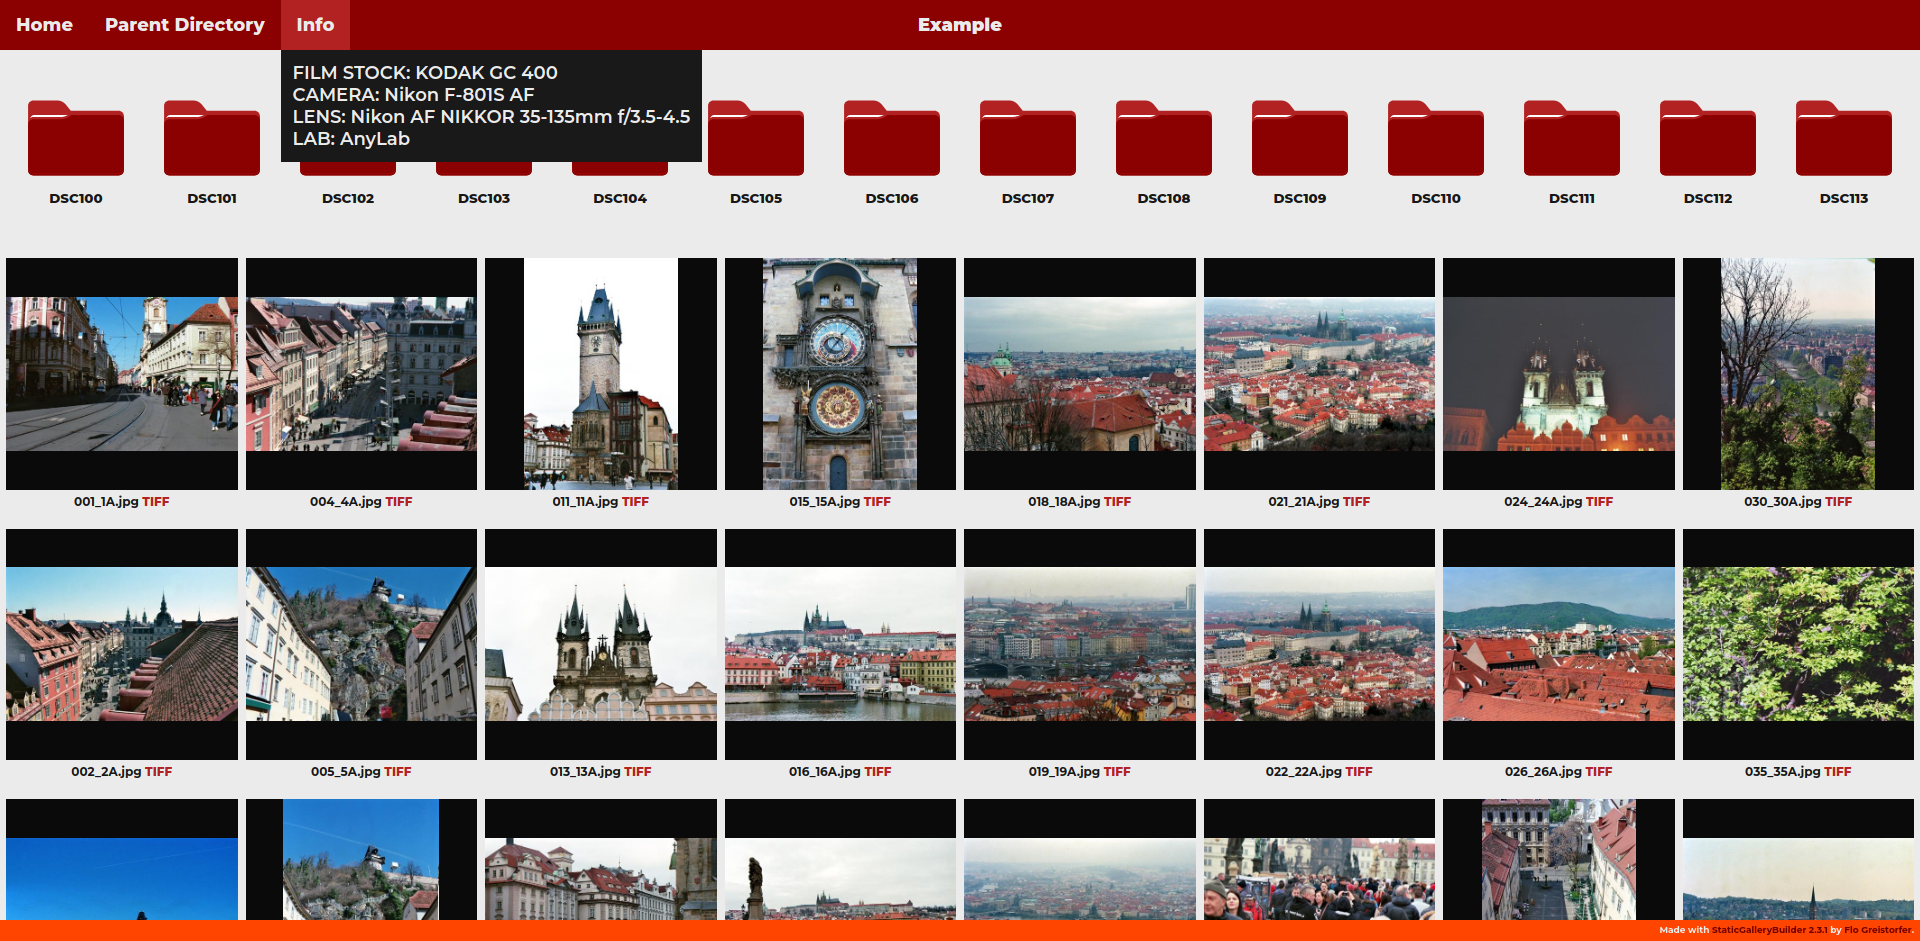 Home Parent Directory Info Example
FILM STOCK: KODAK GC 400
CAMERA: Nikon F-801S AF
LENS: Nikon AF NIKKOR 35-135mm f/3.5-4.5
LAB: AnyLab
DSC100 DSC101 DSC102 DSC103 DSC104 DSC105 DSC106 DSC107 DSC108 DSC109 DSC110 DSC111 DSC112 DSC113
001_1A.jpg TIFF 004_4A.jpg TIFF 011_11A.jpg TIFF 015_15A.jpg TIFF 018_18A.jpg TIFF 021_21A.jpg TIFF 024_24A.jpg TIFF 030_30A.jpg TIFF
002_2A.jpg TIFF 005_5A.jpg TIFF 013_13A.jpg TIFF 016_16A.jpg TIFF 019_19A.jpg TIFF 022_22A.jpg TIFF 026_26A.jpg TIFF 035_35A.jpg TIFF
Made with StaticGalleryBuilder 2.3.1 by Flo Greistorfer.